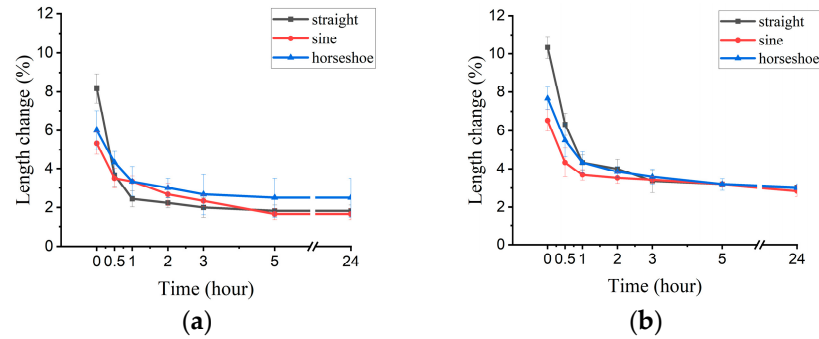 (a)
Length change (%)
12
10
8
6
4
2
0
straight
sine
horseshoe
0 0.5 1 2 3 5 24
Time (hour)
(b)
Length change (%)
12
10
8
6
4
2
0
straight
sine
horseshoe
0 0.5 1 2 3 5 24
Time (hour)
(a)
(b)